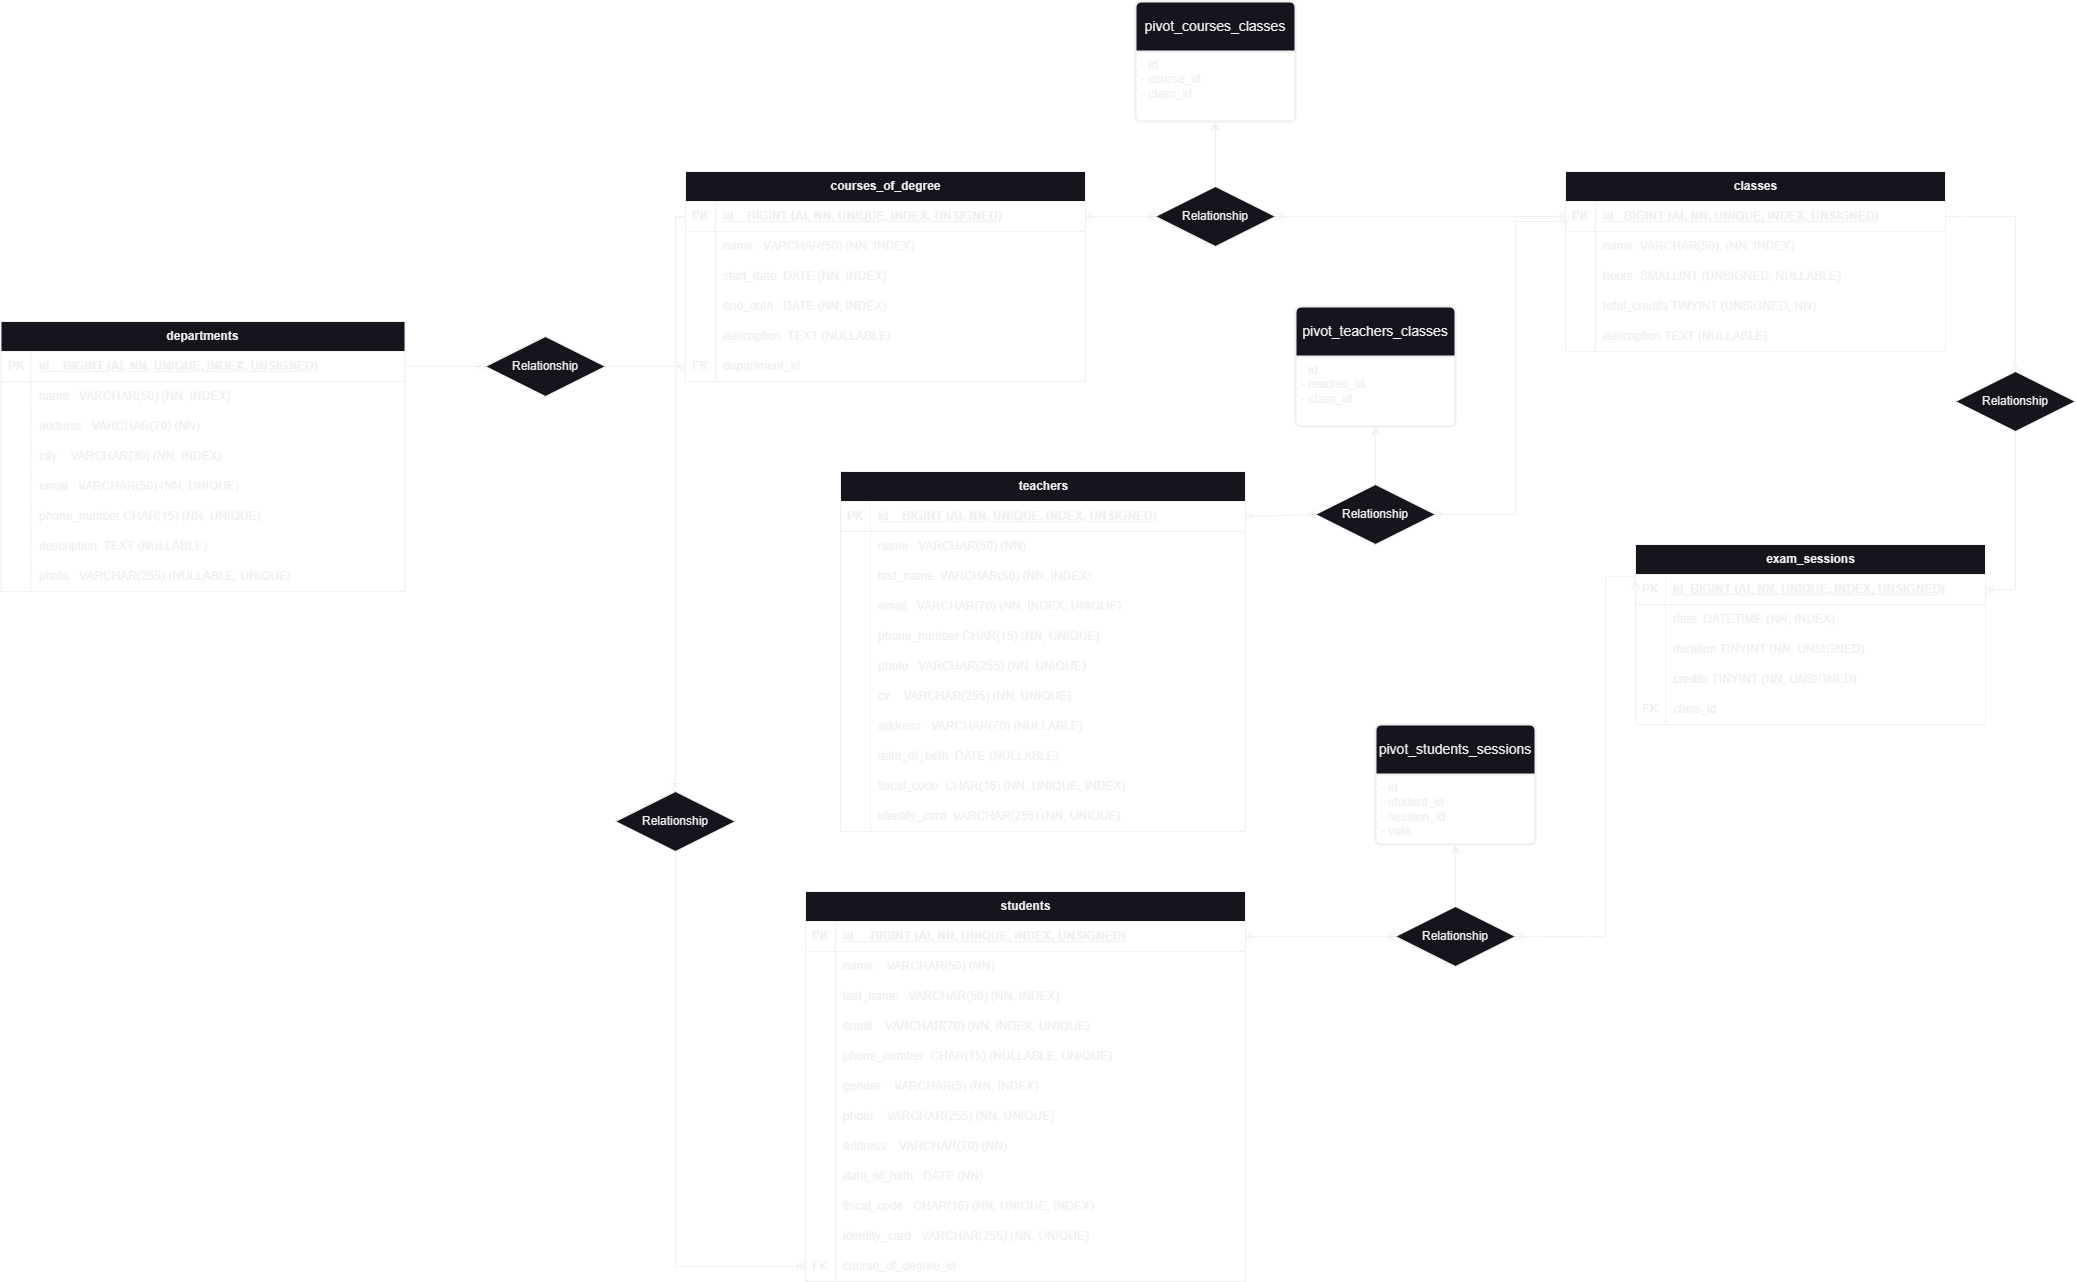 pivot_courses_classes
- id
- course_id
- class_id
courses_of_degree
PK id BIGINT (AI, NN, UNIQUE, INDEX, UNSIGNED)
name VARCHAR(50) (NN, INDEX)
start_date DATE (NN, INDEX)
end_date DATE (NN, INDEX)
description TEXT (NULLABLE)
FK department_id
Relationship
classes
PK id BIGINT (AI, NN, UNIQUE, INDEX, UNSIGNED)
name VARCHAR(50), (NN, INDEX)
hours SMALLINT (UNSIGNED, NULLABLE)
total_credits TINYINT (UNSIGNED, NN)
description TEXT (NULLABLE)
departments
PK id BIGINT (AI, NN, UNIQUE, INDEX, UNSIGNED)
name VARCHAR(50) (NN, INDEX)
address VARCHAR(70) (NN)
city VARCHAR(30) (NN, INDEX)
email VARCHAR(50) (NN, UNIQUE)
phone_number CHAR(15) (NN, UNIQUE)
description TEXT (NULLABLE)
photo VARCHAR(255) (NULLABLE, UNIQUE)
Relationship
pivot_teachers_classes
- id
- teacher_id
- class_id
Relationship
teachers
PK id BIGINT (AI, NN, UNIQUE, INDEX, UNSIGNED)
name VARCHAR(50) (NN)
last_name VARCHAR(50) (NN, INDEX)
email VARCHAR(70) (NN, INDEX, UNIQUE)
phone_number CHAR(15) (NN, UNIQUE)
photo VARCHAR(255) (NN, UNIQUE)
cv VARCHAR(255) (NN, UNIQUE)
address VARCHAR(70) (NULLABLE)
date_of_birth DATE (NULLABLE)
fiscal_code CHAR(16) (NN, UNIQUE, INDEX)
identity_card VARCHAR(255) (NN, UNIQUE)
Relationship
exam_sessions
PK id BIGINT (AI, NN, UNIQUE, INDEX, UNSIGNED)
date DATETIME (NN, INDEX)
duration TINYINT (NN, UNSIGNED)
credits TINYINT (NN, UNSIGNED)
FK class_id
pivot_students_sessions
- id
- student_id
- session_id
- vote
Relationship
students
PK id BIGINT (AI, NN, UNIQUE, INDEX, UNSIGNED)
name VARCHAR(50) (NN)
last_name VARCHAR(50) (NN, INDEX)
email VARCHAR(70) (NN, INDEX, UNIQUE)
phone_number CHAR(15) (NULLABLE, UNIQUE)
gender VARCHAR(5) (NN, INDEX)
photo VARCHAR(255) (NN, UNIQUE)
address VARCHAR(70) (NN)
date_of_birth DATE (NN)
fiscal_code CHAR(16) (NN, UNIQUE, INDEX)
identity_card VARCHAR(255) (NN, UNIQUE)
FK course_of_degree_id
Relationship